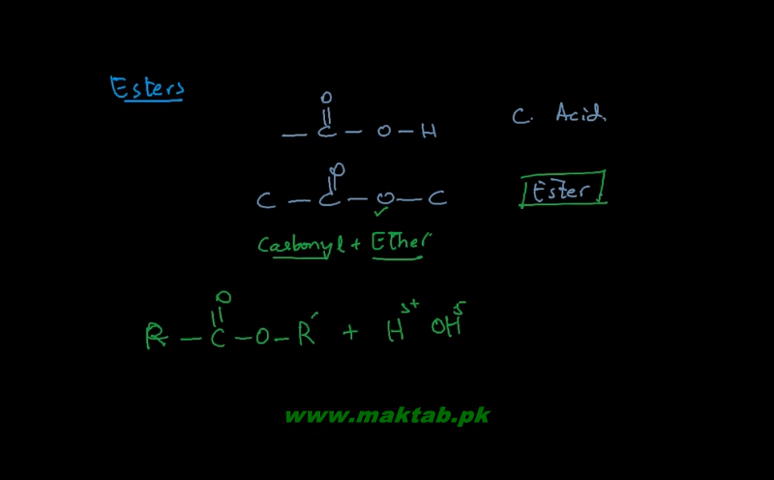 Esters
O
— C — O — H   C. Acid
O
C — C — O — C   Ester
Carbonyl + Ether
O
R — C — O — R' + H OH
www.maktab.pk